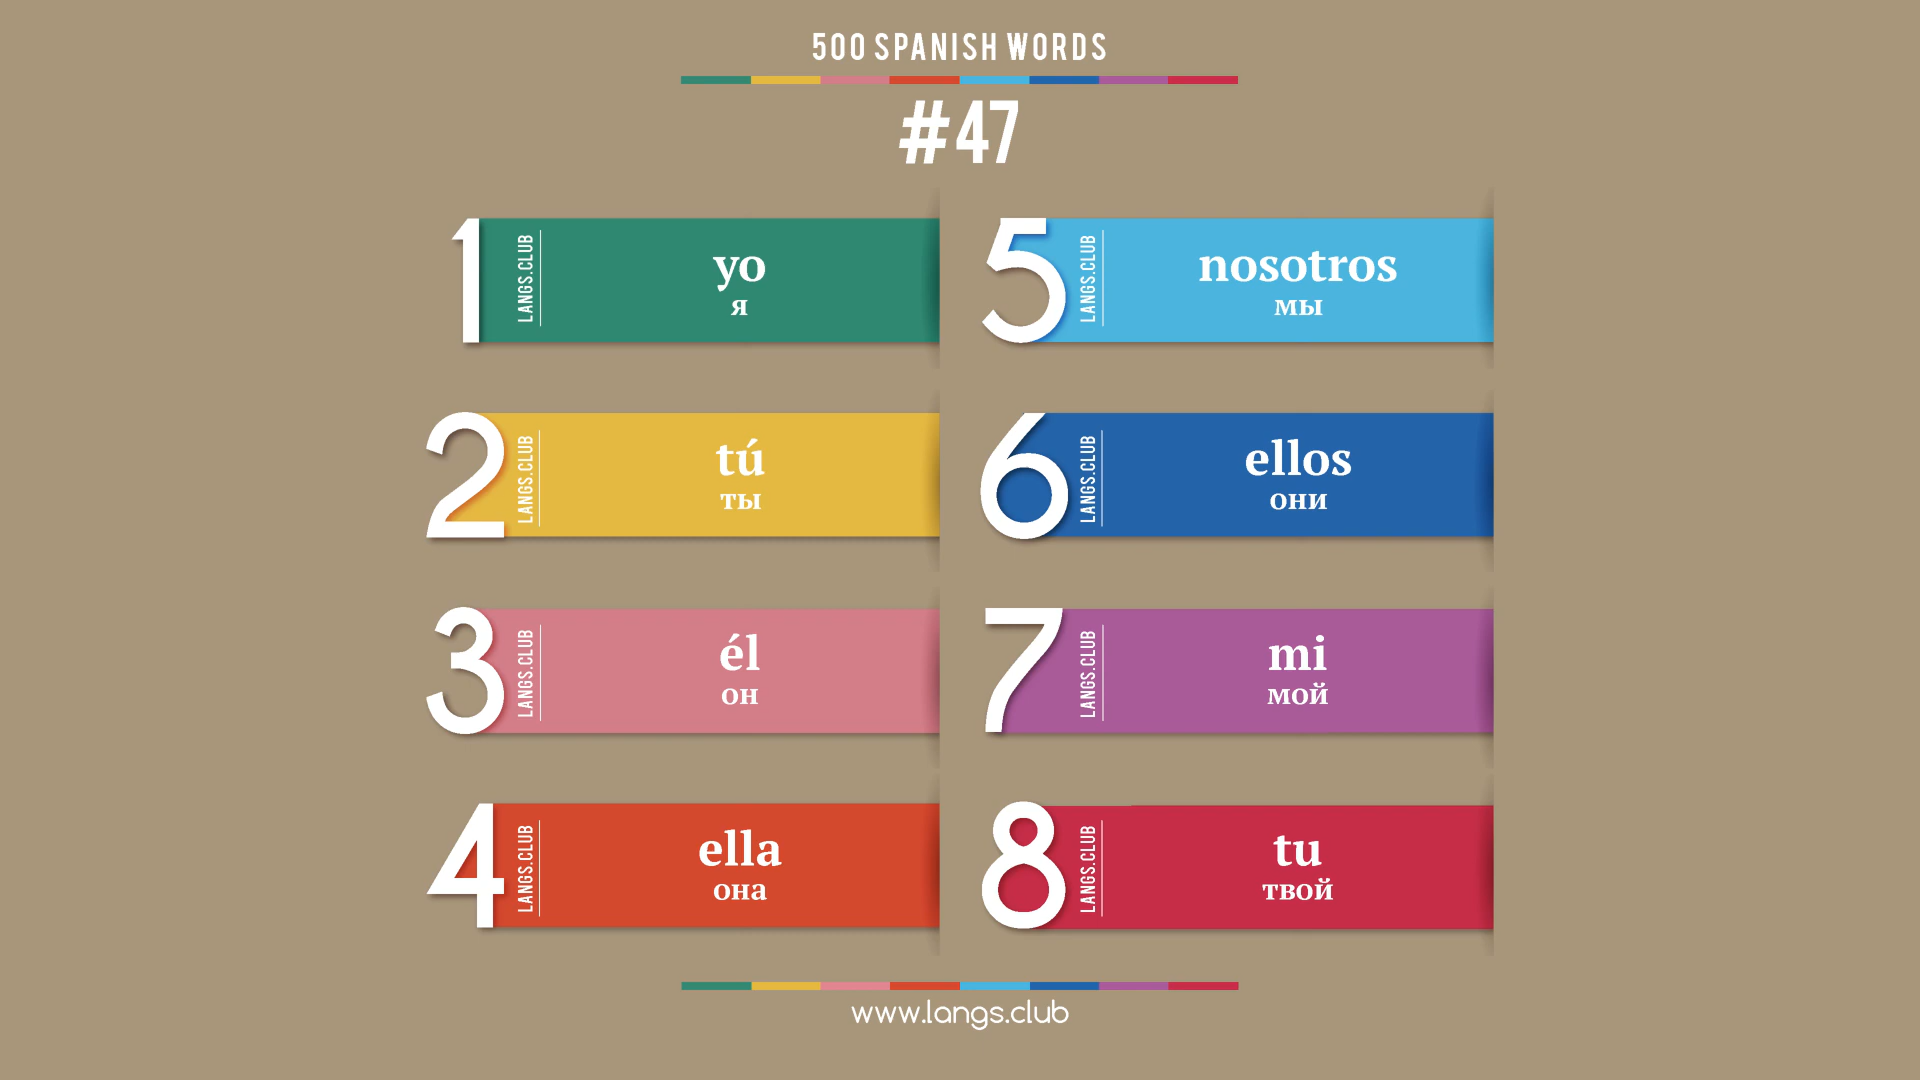 500 SPANISH WORDS
#47
1
LANGS.CLUB
yo
я
2
LANGS.CLUB
tú
ты
3
LANGS.CLUB
él
он
4
LANGS.CLUB
ella
она
5
LANGS.CLUB
nosotros
мы
6
LANGS.CLUB
ellos
они
7
LANGS.CLUB
mi
мой
8
LANGS.CLUB
tu
твой
www.langs.club